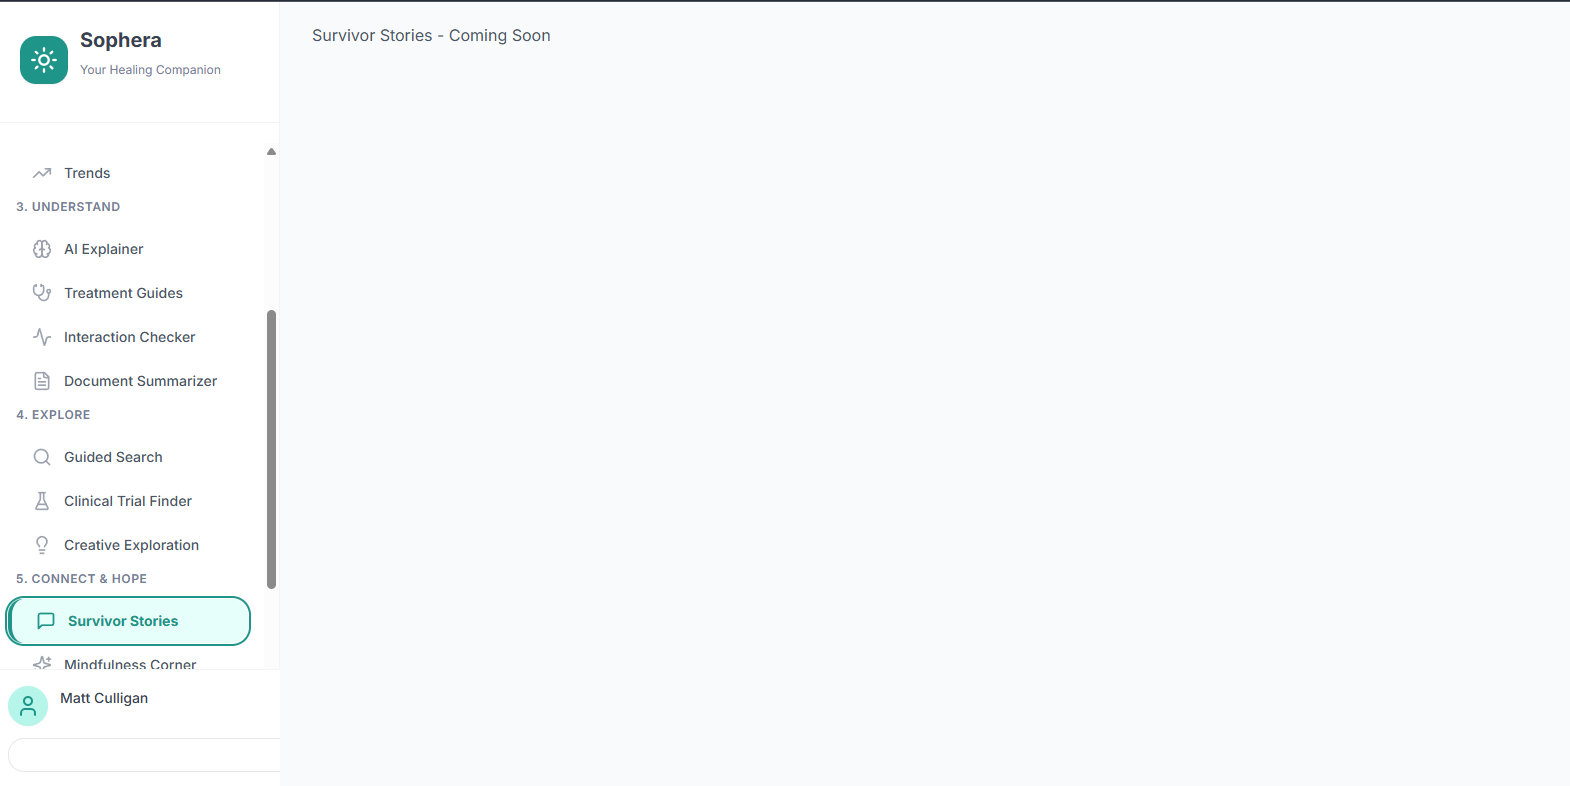 Sophera
Your Healing Companion
Trends
3. UNDERSTAND
AI Explainer
Treatment Guides
Interaction Checker
Document Summarizer
4. EXPLORE
Guided Search
Clinical Trial Finder
Creative Exploration
5. CONNECT & HOPE
Survivor Stories
Mindfulness Corner
Matt Culligan
Survivor Stories - Coming Soon